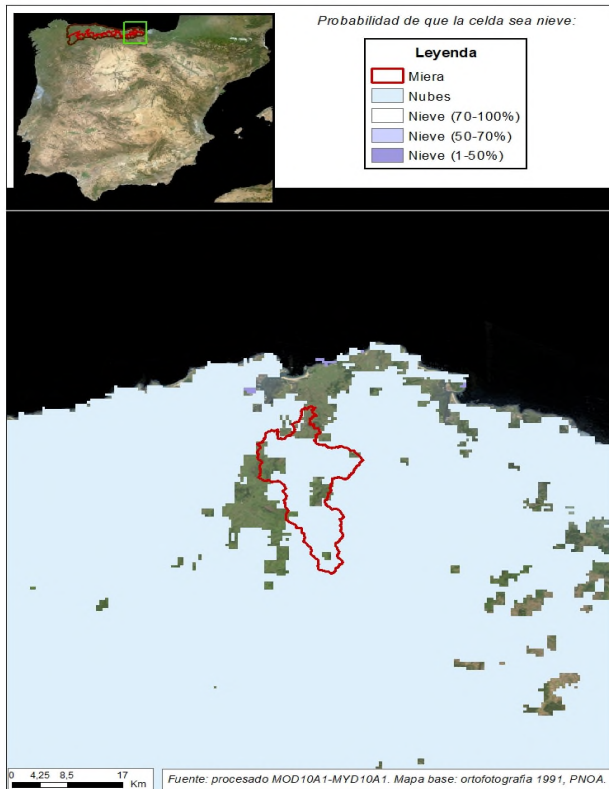 Probabilidad de que la celda sea nieve:
Leyenda
Miera
Nubes
Nieve (70-100%)
Nieve (50-70%)
Nieve (1-50%)
0 4,25 8,5 17
Km
Fuente: procesado MOD10A1-MYD10A1. Mapa base: ortofotografia 1991, PNOA.